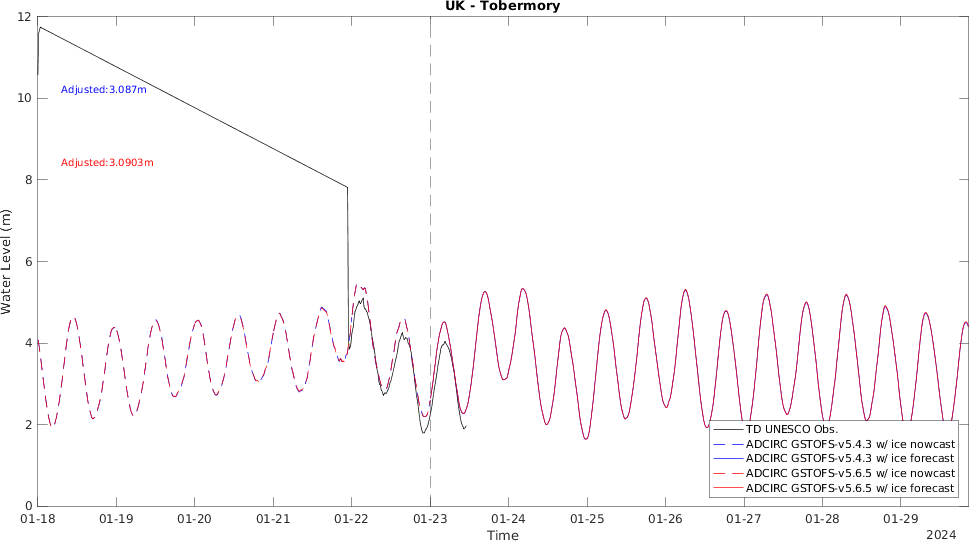 UK - Tobermory
12
10
8
6
4
2
0
Water Level (m)
Adjusted:3.087m
Adjusted:3.0903m
TD UNESCO Obs.
ADCIRC GSTOFS-v5.4.3 w/ ice nowcast
ADCIRC GSTOFS-v5.4.3 w/ ice forecast
ADCIRC GSTOFS-v5.6.5 w/ ice nowcast
ADCIRC GSTOFS-v5.6.5 w/ ice forecast
01-18 01-19 01-20 01-21 01-22 01-23 01-24 01-25 01-26 01-27 01-28 01-29
Time
2024